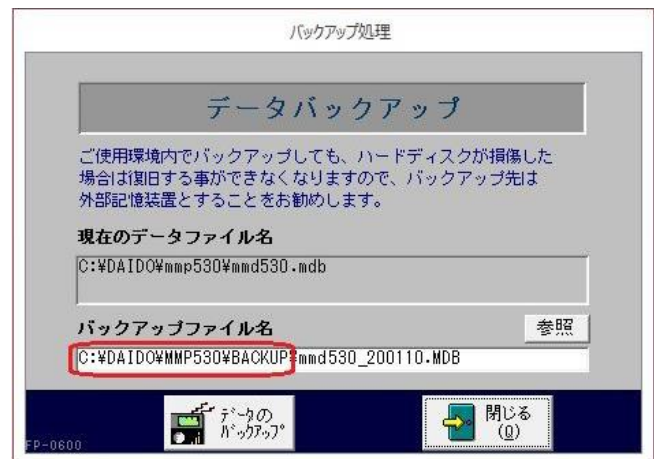 バックアップ処理
データバックアップ
ご使用環境内でバックアップしても、ハードディスクが損傷した
場合は復旧する事ができなくなりますので、バックアップ先は
外部記憶装置とすることをお勧めします。
現在のデータファイル名
C:¥DAIDO¥mmp530¥mmd530.mdb
バックアップファイル名
参照
C:¥DAIDO¥MMP530¥BACKUP¥mmd530_200110.MDB
データの
バックアップ
閉じる
(Q)
FP-0600